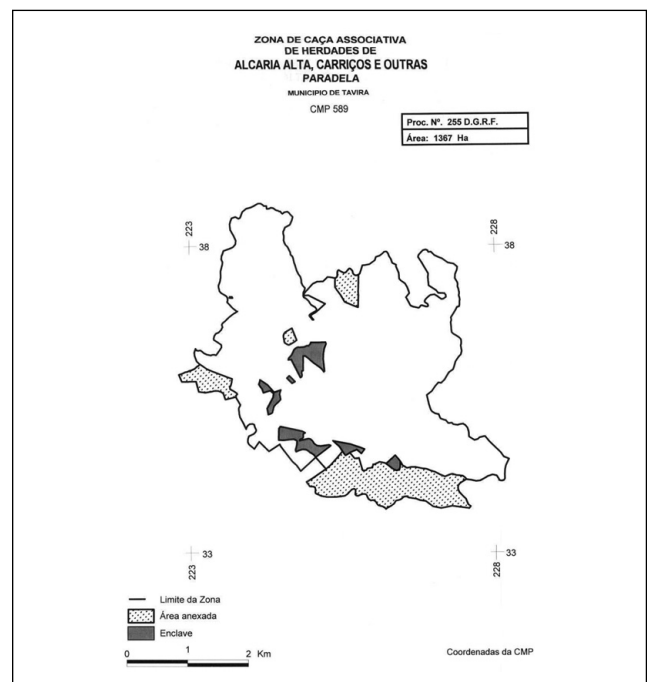 ZONA DE CAÇA ASSOCIATIVA
DE HERDADES DE
ALCARIA ALTA, CARRIÇOS E OUTRAS
PARADELA
MUNICIPIO DE TAVIRA
CMP 589
Proc. Nº. 255 D.G.R.F.
Área: 1367 Ha
223
38
228
38
33
223
33
228
Limite da Zona
Área anexada
Enclave
0 1 2 Km
Coordenadas da CMP